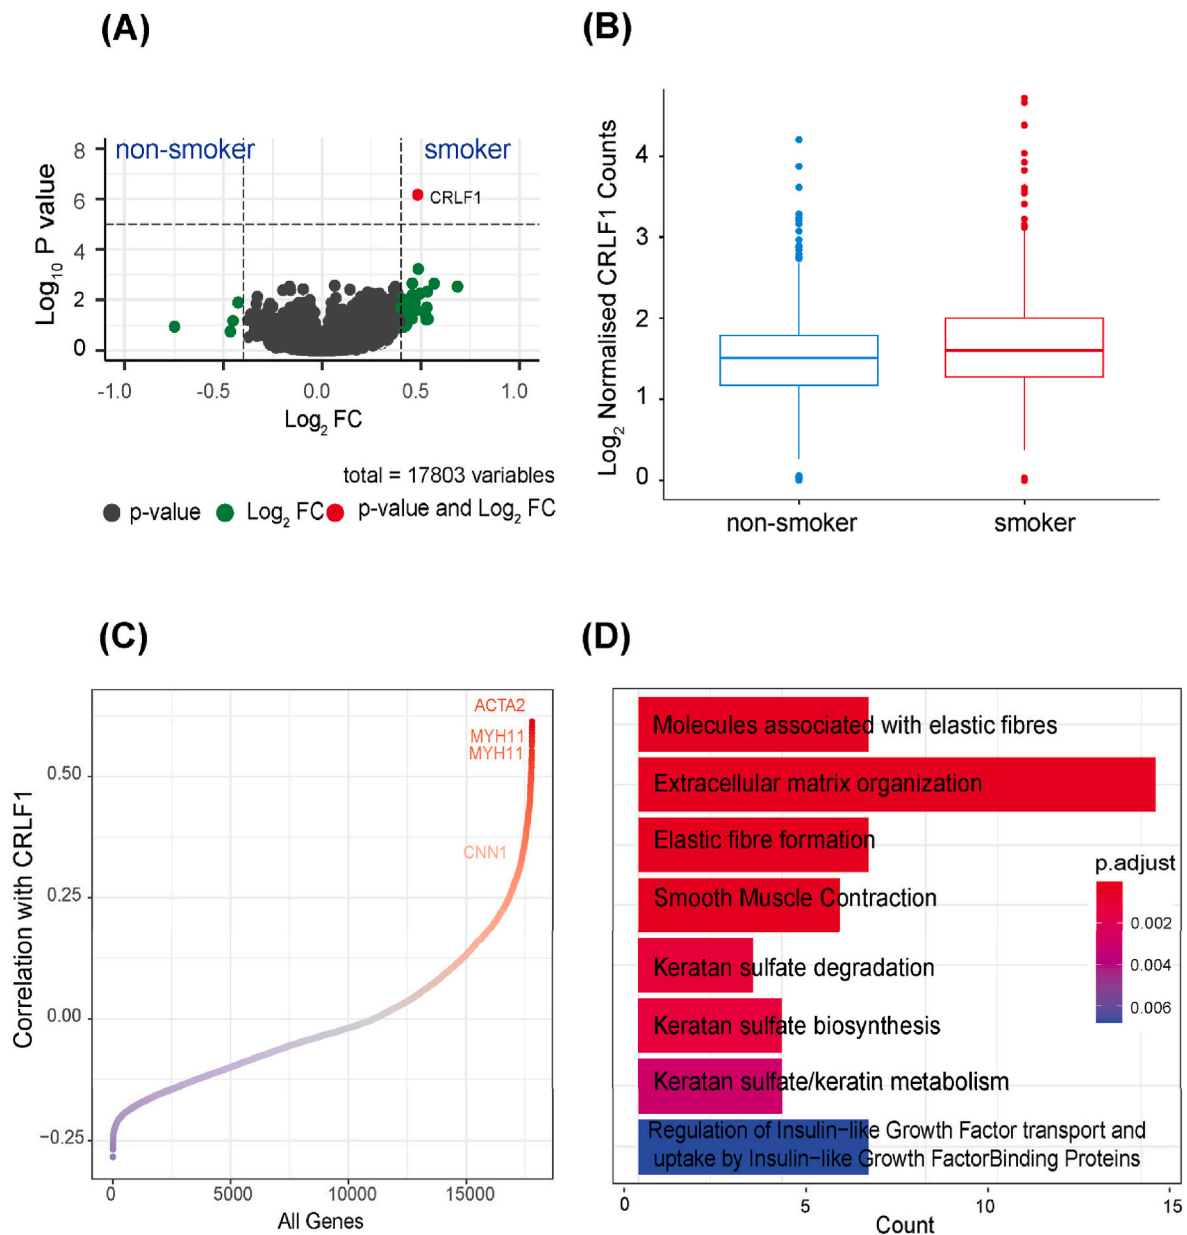 (A)
non-smoker
smoker
CRLF1
Log10 P value
8
6
4
2
0
-1.0
-0.5
0.0
0.5
1.0
Log2 FC
total = 17803 variables
p-value
Log2 FC
p-value and Log2 FC
(B)
Log2 Normalised CRLF1 Counts
4
3
2
1
0
non-smoker
smoker
(C)
Correlation with CRLF1
0.50
0.25
0.00
−0.25
ACTA2
MYH11
MYH11
CNN1
0
5000
10000
15000
All Genes
(D)
Molecules associated with elastic fibres
Extracellular matrix organization
Elastic fibre formation
Smooth Muscle Contraction
Keratan sulfate degradation
Keratan sulfate biosynthesis
Keratan sulfate/keratin metabolism
Regulation of Insulin−like Growth Factor transport and
uptake by Insulin−like Growth FactorBinding Proteins
p.adjust
0.002
0.004
0.006
0
5
10
15
Count